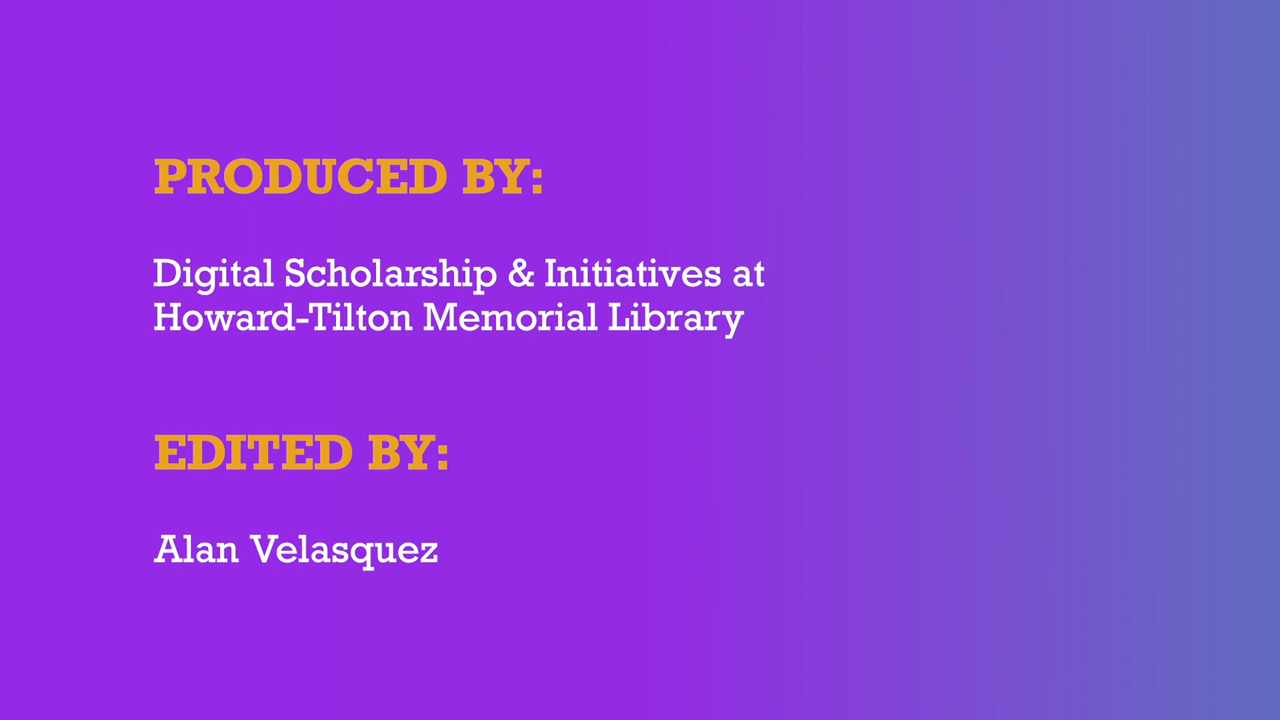 PRODUCED BY:
Digital Scholarship & Initiatives at
Howard-Tilton Memorial Library
EDITED BY:
Alan Velasquez